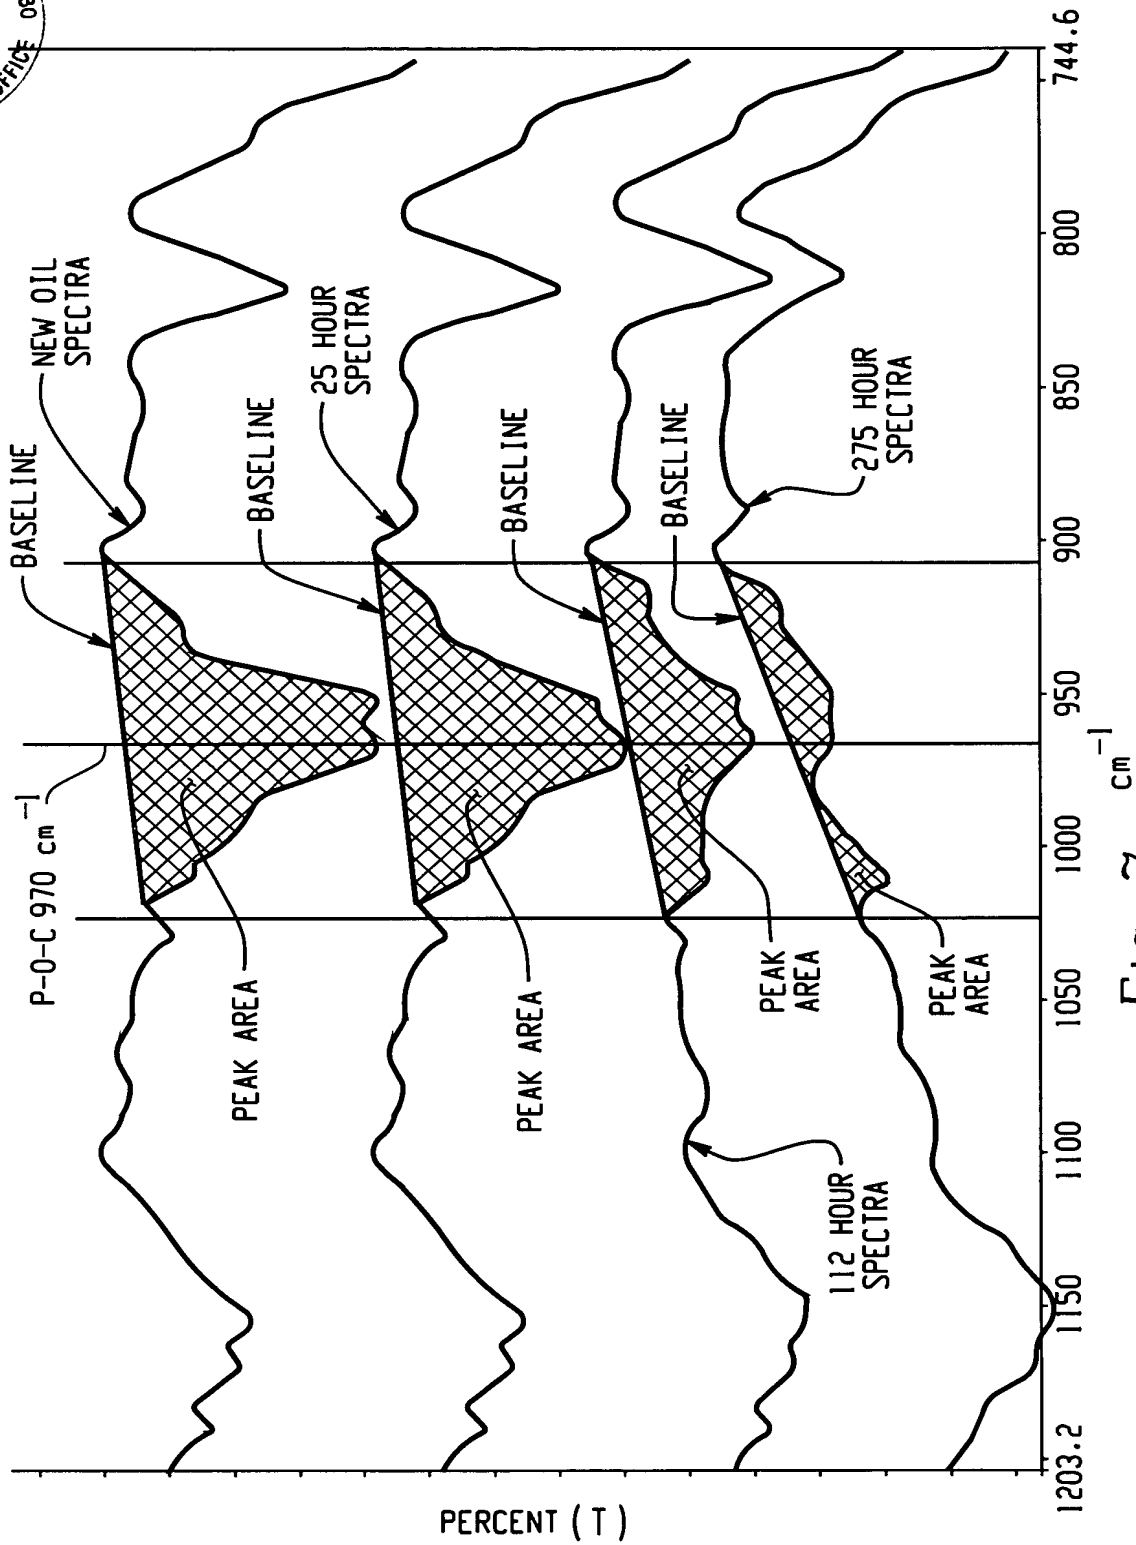 P-O-C 970 cm⁻¹
BASELINE
NEW OIL
SPECTRA
BASELINE
25 HOUR
SPECTRA
BASELINE
BASELINE
275 HOUR
SPECTRA
PEAK AREA
PEAK AREA
PEAK
AREA
PEAK
AREA
112 HOUR
SPECTRA
PERCENT (T)
1203.2
1150
1100
1050
1000
950
900
850
800
744.6
cm⁻¹
OFFICE